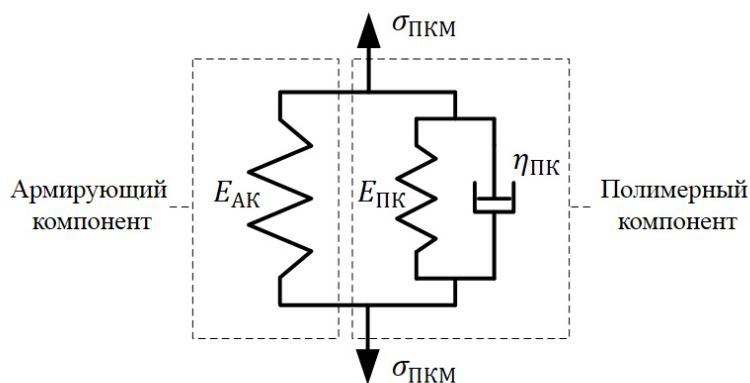 σПКМ
Армирующий
компонент
EАК
EПК
ηПК
Полимерный
компонент
σПКМ